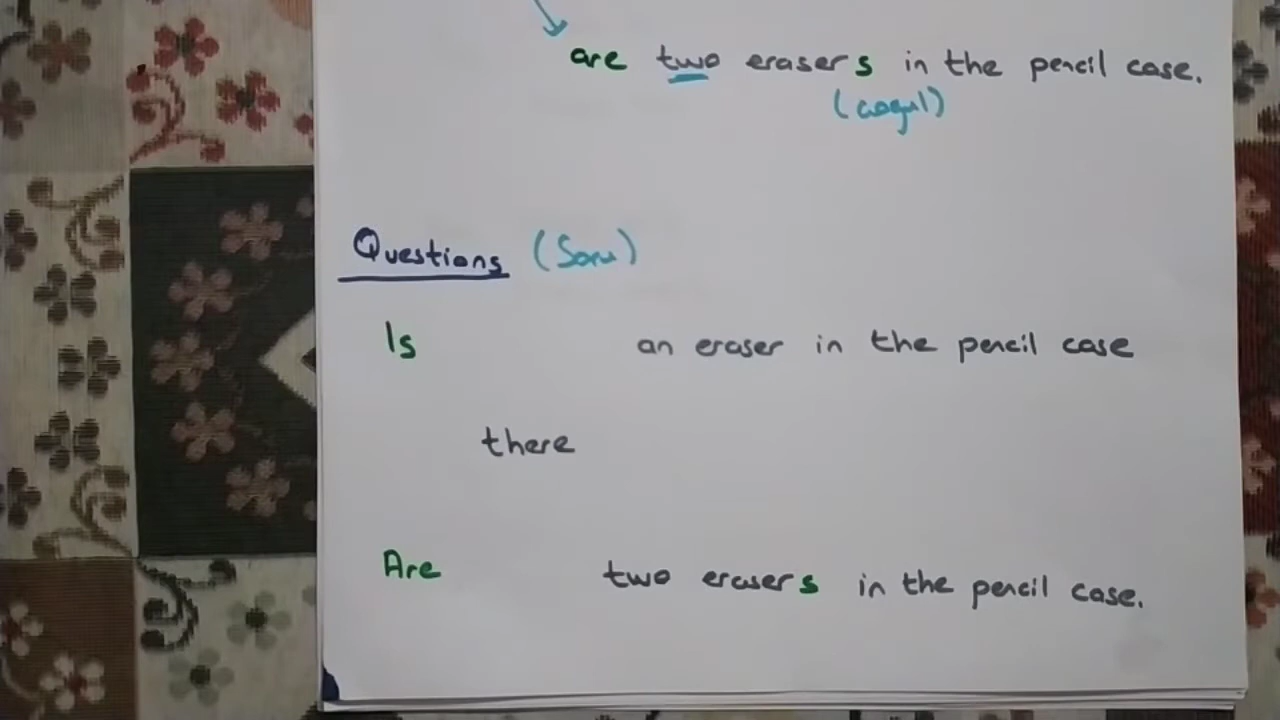 are two erasers in the pencil case.
(çoğul)
Questions (Soru)
Is an eraser in the pencil case
there
Are two erasers in the pencil case.